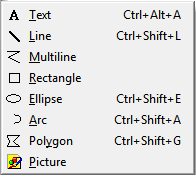 Text Ctrl+Alt+A
Line Ctrl+Shift+L
Multiline
Rectangle
Ellipse Ctrl+Shift+E
Arc Ctrl+Shift+A
Polygon Ctrl+Shift+G
Picture